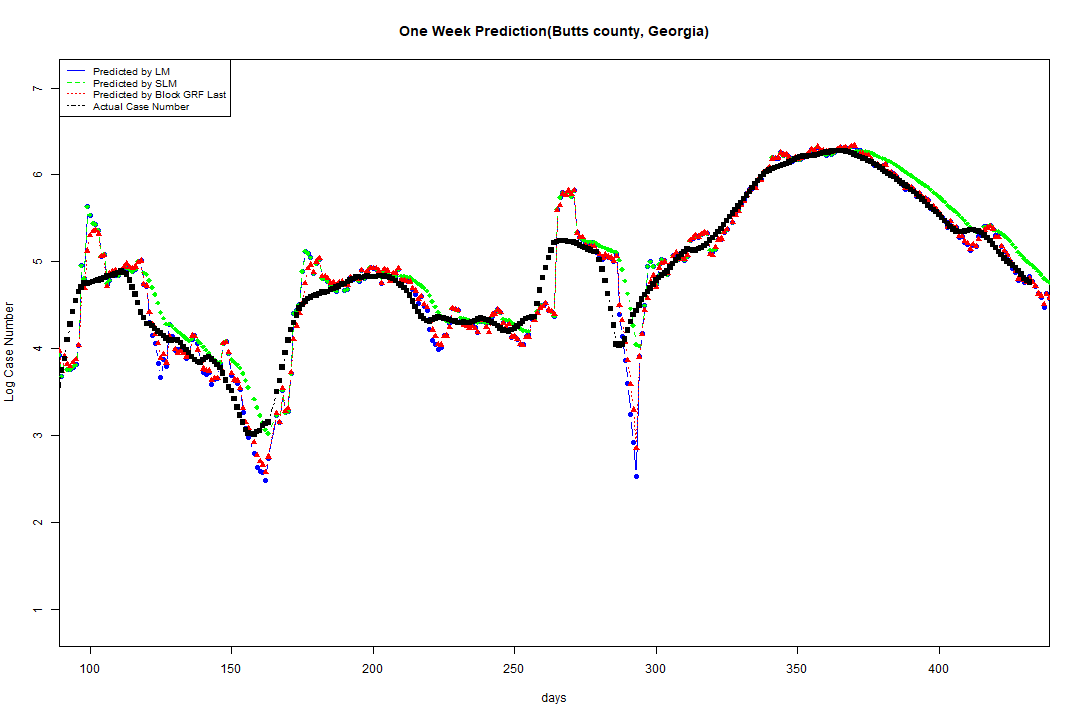 One Week Prediction(Butts county, Georgia)
Predicted by LM
Predicted by SLM
Predicted by Block GRF Last
Actual Case Number
7
6
5
4
3
2
1
Log Case Number
100 150 200 250 300 350 400
days